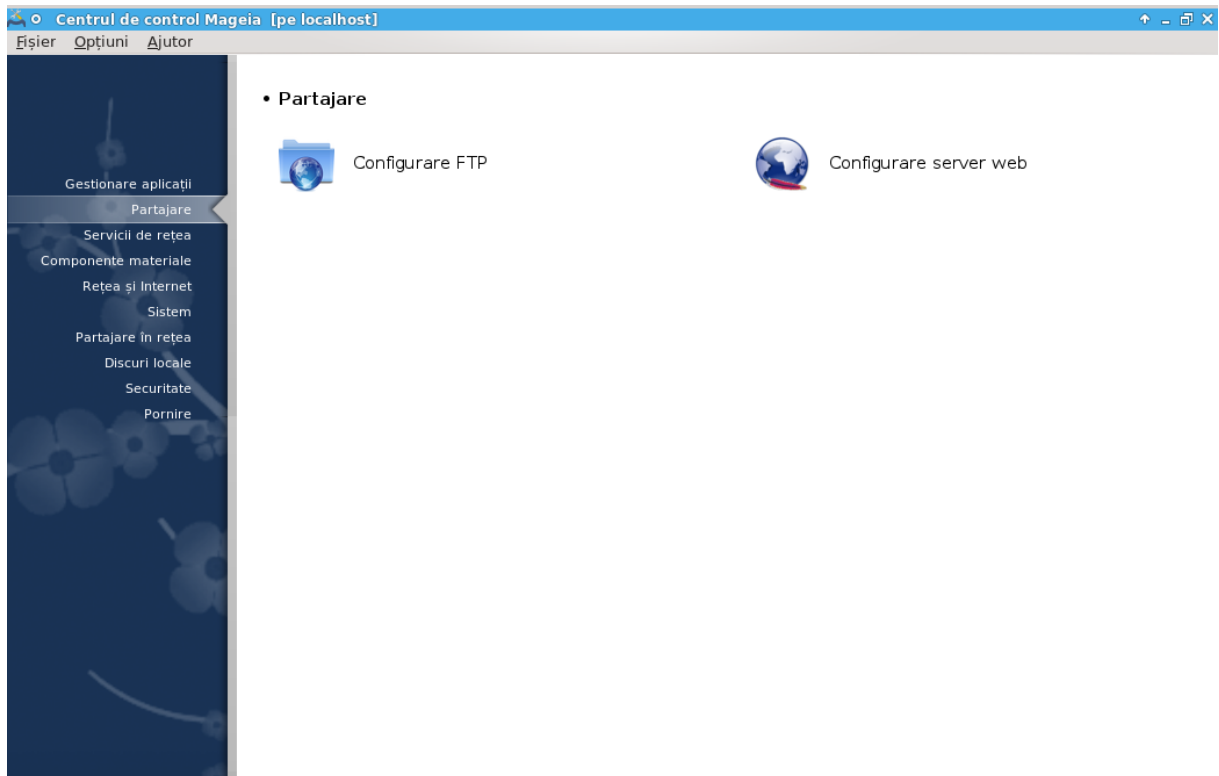 Centrul de control Mageia [pe localhost]
Fișier Opțiuni Ajutor
• Partajare
Configurare FTP
Configurare server web
Gestionare aplicații
Partajare
Servicii de rețea
Componente materiale
Rețea și Internet
Sistem
Partajare în rețea
Discuri locale
Securitate
Pornire